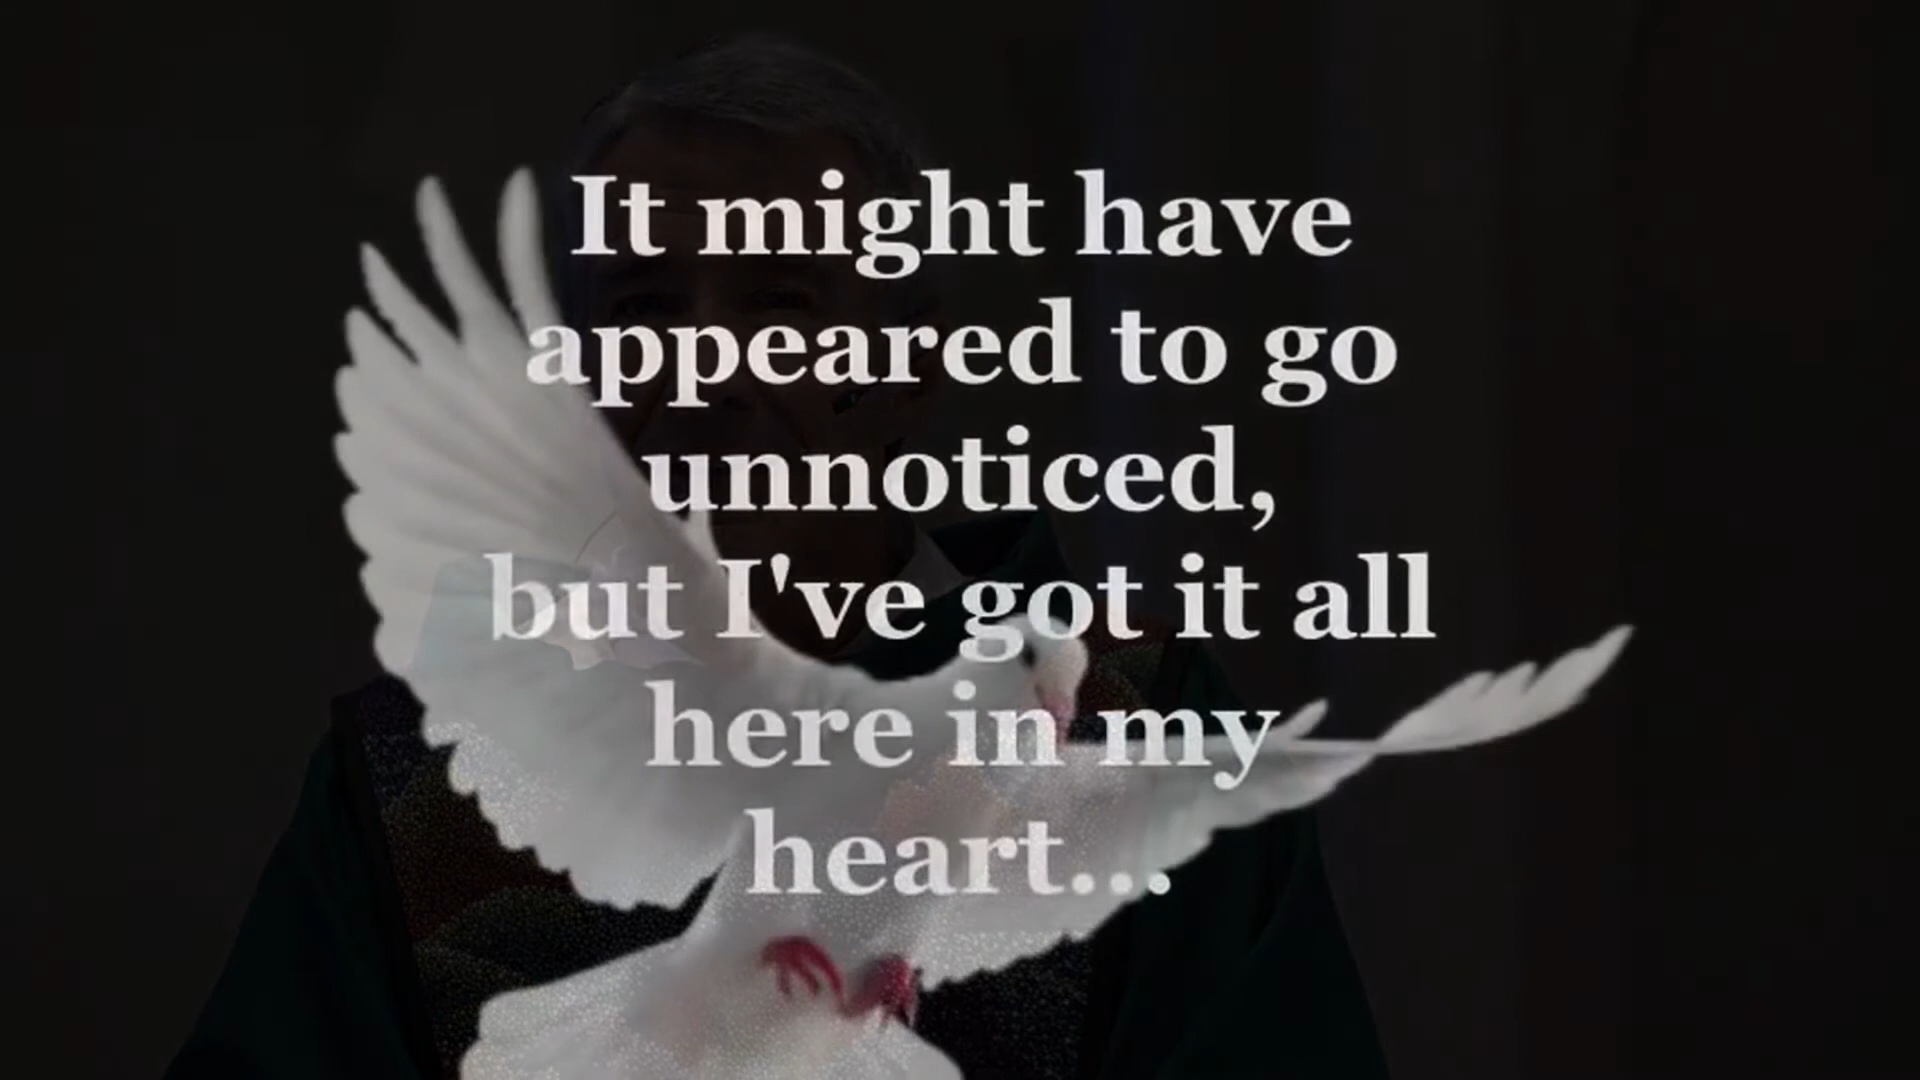 It might have
appeared to go
unnoticed,
but I've got it all
here in my
heart...